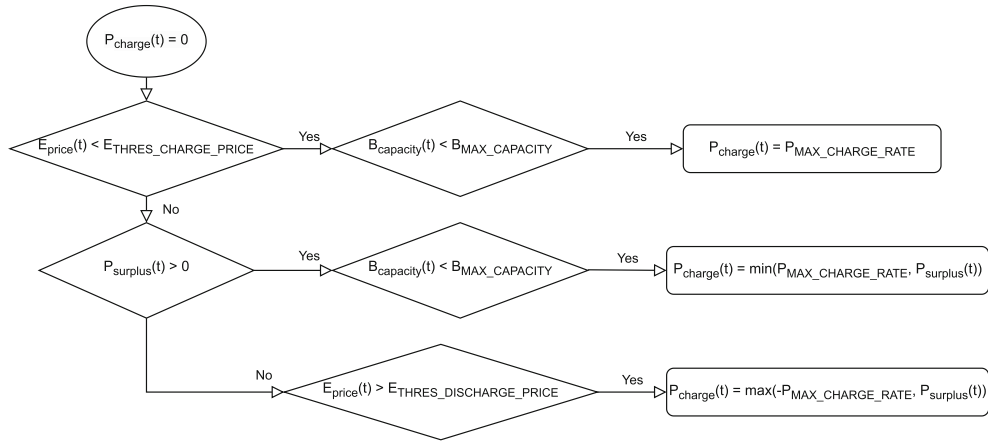 P_charge(t) = 0
E_price(t) < E_THRES_CHARGE_PRICE
Yes
B_capacity(t) < B_MAX_CAPACITY
Yes
P_charge(t) = P_MAX_CHARGE_RATE
No
P_surplus(t) > 0
Yes
B_capacity(t) < B_MAX_CAPACITY
Yes
P_charge(t) = min(P_MAX_CHARGE_RATE, P_surplus(t))
No
E_price(t) > E_THRES_DISCHARGE_PRICE
Yes
P_charge(t) = max(-P_MAX_CHARGE_RATE, P_surplus(t))